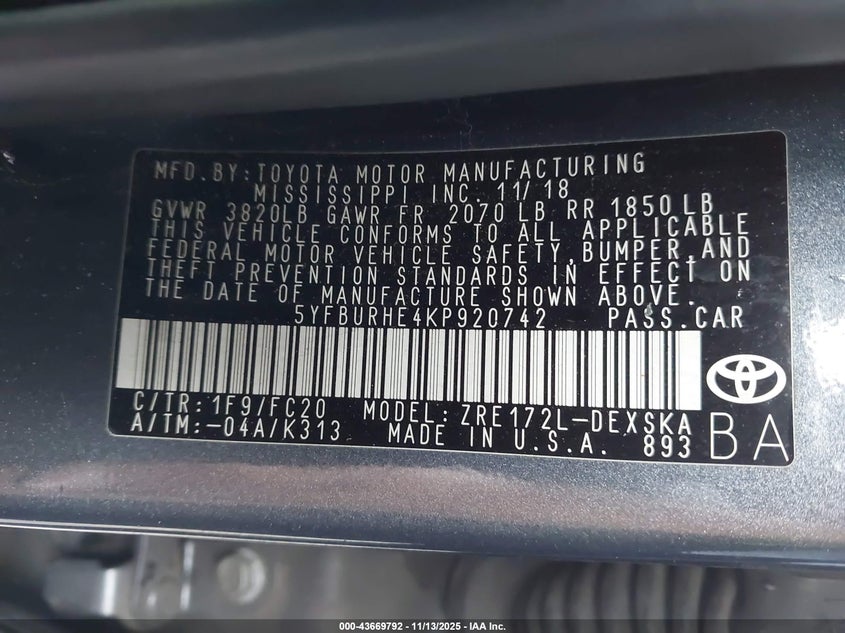 MFD. BY: TOYOTA MOTOR MANUFACTURING
MISSISSIPPI INC. 11/18
GVWR 3820LB GAWR FR 2070 LB RR 1850 LB
THIS VEHICLE CONFORMS TO ALL APPLICABLE
FEDERAL MOTOR VEHICLE SAFETY, BUMPER, AND
THEFT PREVENTION STANDARDS IN EFFECT ON
THE DATE OF MANUFACTURE SHOWN ABOVE.
5YFBURHE4KP920742 PASS. CAR
C/TR: 1F9/FC20 MODEL: ZRE172L-DEXSKA
A/TM: -04A/K313 MADE IN U.S.A. 893
BA
000-43669792 - 11/13/2025 - IAA Inc.